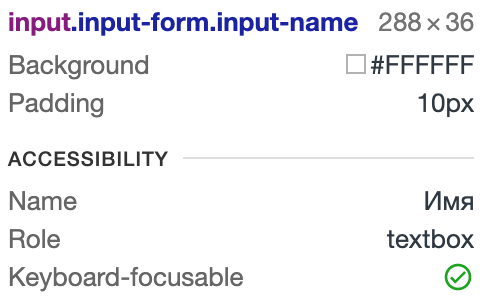 input.input-form.input-name 288 × 36
Background #FFFFFF
Padding 10px
ACCESSIBILITY
Name Имя
Role textbox
Keyboard-focusable